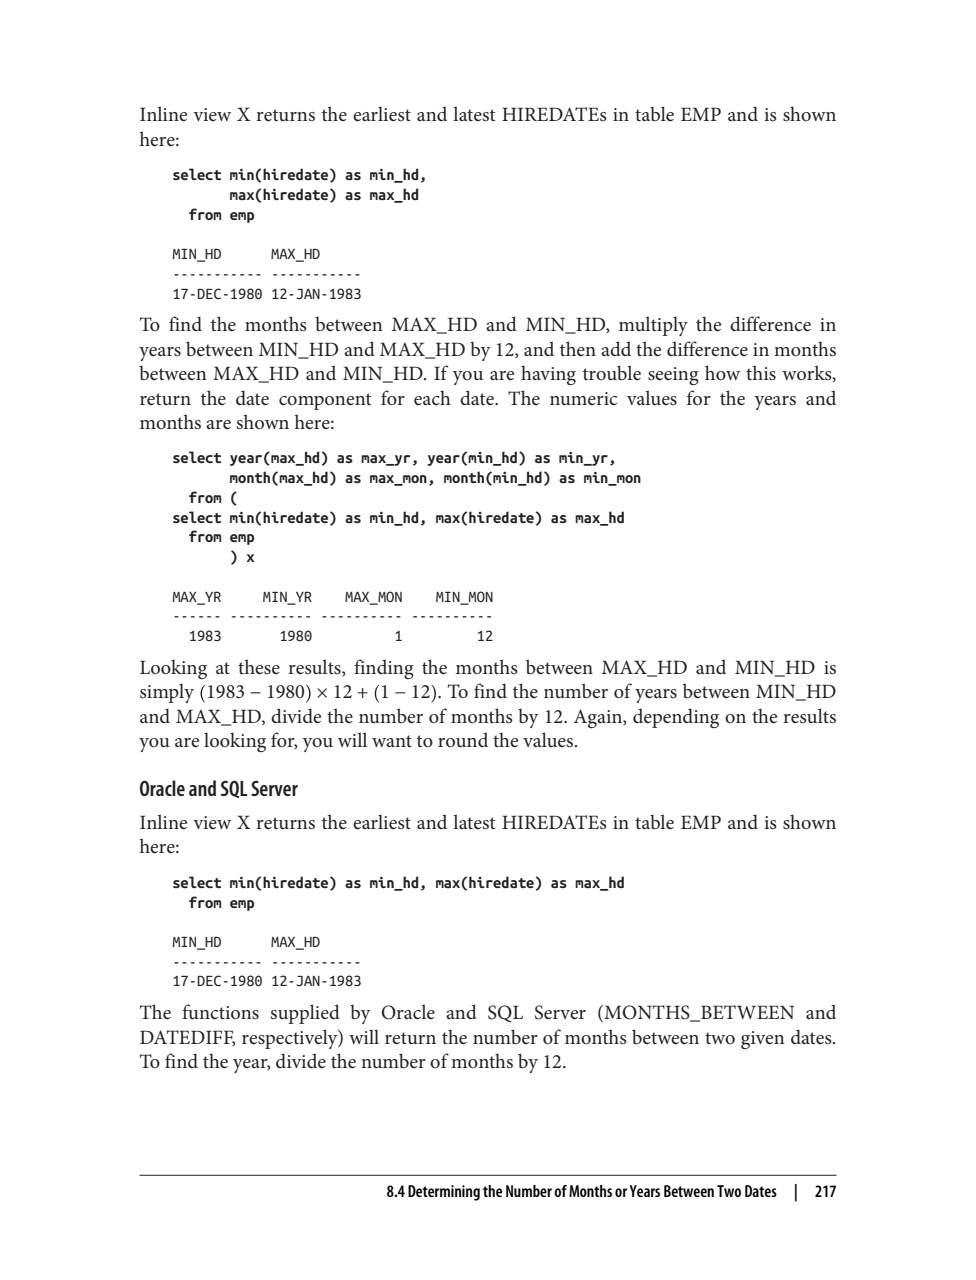 Inline view X returns the earliest and latest HIREDATEs in table EMP and is shown
here:
select min(hiredate) as min_hd,
       max(hiredate) as max_hd
  from emp
MIN_HD      MAX_HD
----------- -----------
17-DEC-1980 12-JAN-1983
To find the months between MAX_HD and MIN_HD, multiply the difference in
years between MIN_HD and MAX_HD by 12, and then add the difference in months
between MAX_HD and MIN_HD. If you are having trouble seeing how this works,
return the date component for each date. The numeric values for the years and
months are shown here:
select year(max_hd) as max_yr, year(min_hd) as min_yr,
       month(max_hd) as max_mon, month(min_hd) as min_mon
  from (
select min(hiredate) as min_hd, max(hiredate) as max_hd
  from emp
       ) x
MAX_YR     MIN_YR    MAX_MON    MIN_MON
------ ---------- ---------- ----------
  1983       1980          1         12
Looking at these results, finding the months between MAX_HD and MIN_HD is
simply (1983 − 1980) × 12 + (1 − 12). To find the number of years between MIN_HD
and MAX_HD, divide the number of months by 12. Again, depending on the results
you are looking for, you will want to round the values.
Oracle and SQL Server
Inline view X returns the earliest and latest HIREDATEs in table EMP and is shown
here:
select min(hiredate) as min_hd, max(hiredate) as max_hd
  from emp
MIN_HD      MAX_HD
----------- -----------
17-DEC-1980 12-JAN-1983
The functions supplied by Oracle and SQL Server (MONTHS_BETWEEN and
DATEDIFF, respectively) will return the number of months between two given dates.
To find the year, divide the number of months by 12.
8.4 Determining the Number of Months or Years Between Two Dates | 217